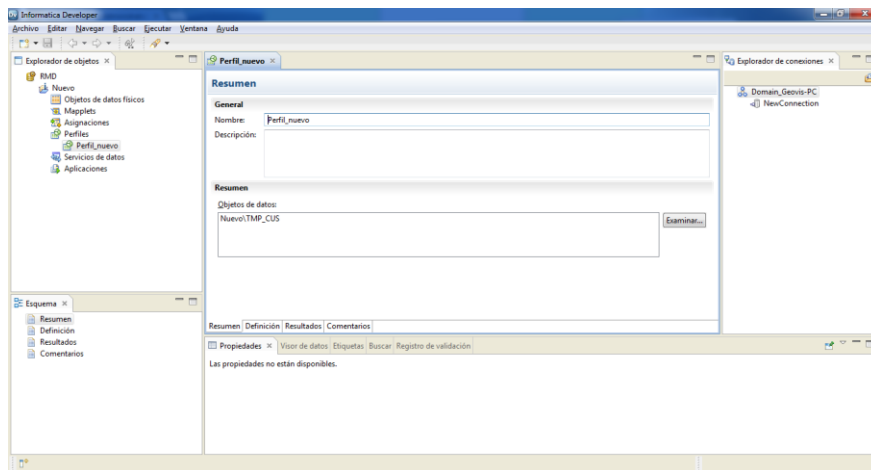 Informatica Developer
Archivo Editar Navegar Buscar Ejecutar Ventana Ayuda
Explorador de objetos
RMD
Nuevo
Objetos de datos físicos
Mapplets
Asignaciones
Perfiles
Perfil_nuevo
Servicios de datos
Aplicaciones
Esquema
Resumen
Definición
Resultados
Comentarios
Perfil_nuevo
Resumen
General
Nombre: Perfil_nuevo
Descripción:
Resumen
Objetos de datos:
Nuevo\TMP_CUS
Examinar...
Resumen Definición Resultados Comentarios
Propiedades Visor de datos Etiquetas Buscar Registro de validación
Las propiedades no están disponibles.
Explorador de conexiones
Domain_Geovis-PC
NewConnection